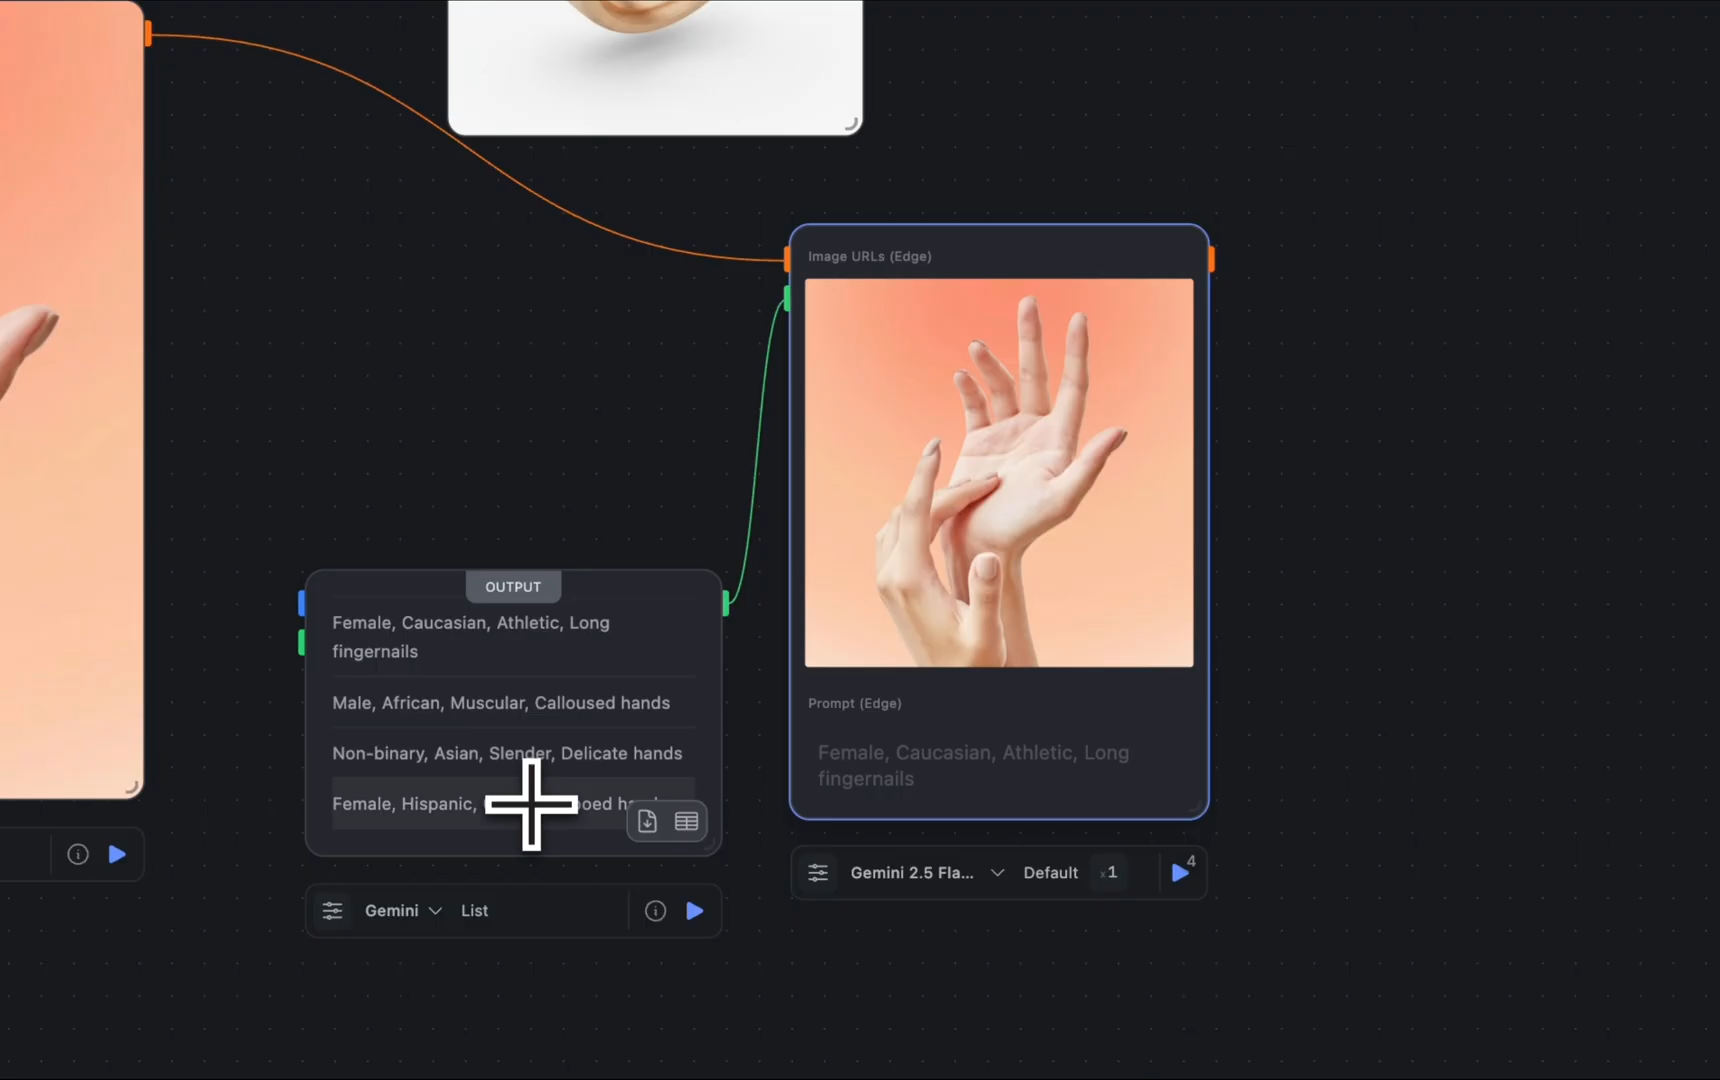 Image URLs (Edge)
OUTPUT
Female, Caucasian, Athletic, Long
fingernails
Male, African, Muscular, Calloused hands
Non-binary, Asian, Slender, Delicate hands
Female, Hispanic,
Prompt (Edge)
Female, Caucasian, Athletic, Long
fingernails
Gemini 2.5 Fla... Default x1 4
Gemini List